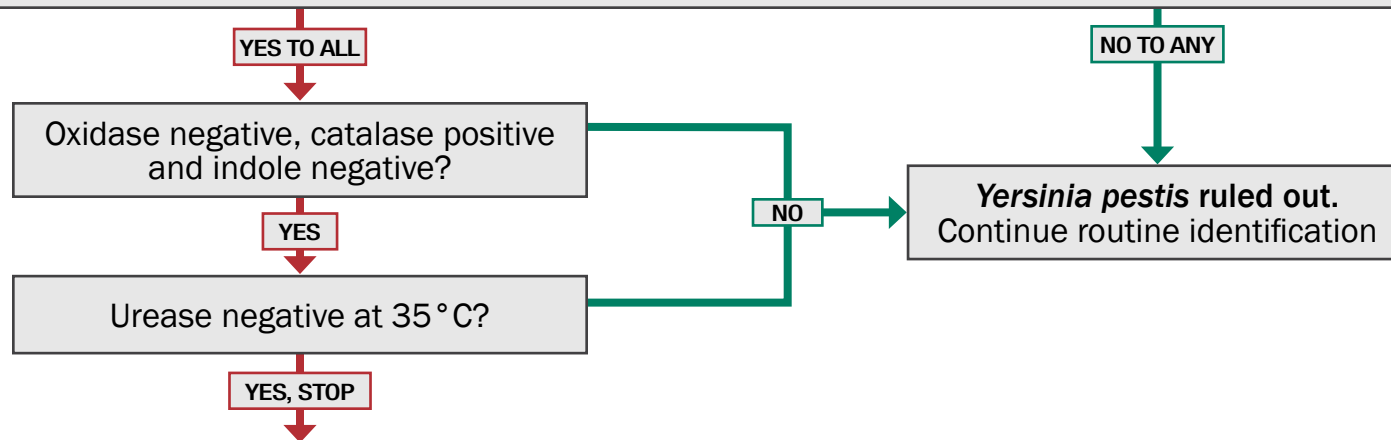 YES TO ALL
NO TO ANY
Oxidase negative, catalase positive
and indole negative?
Yersinia pestis ruled out.
Continue routine identification
NO
YES
Urease negative at 35°C?
YES, STOP